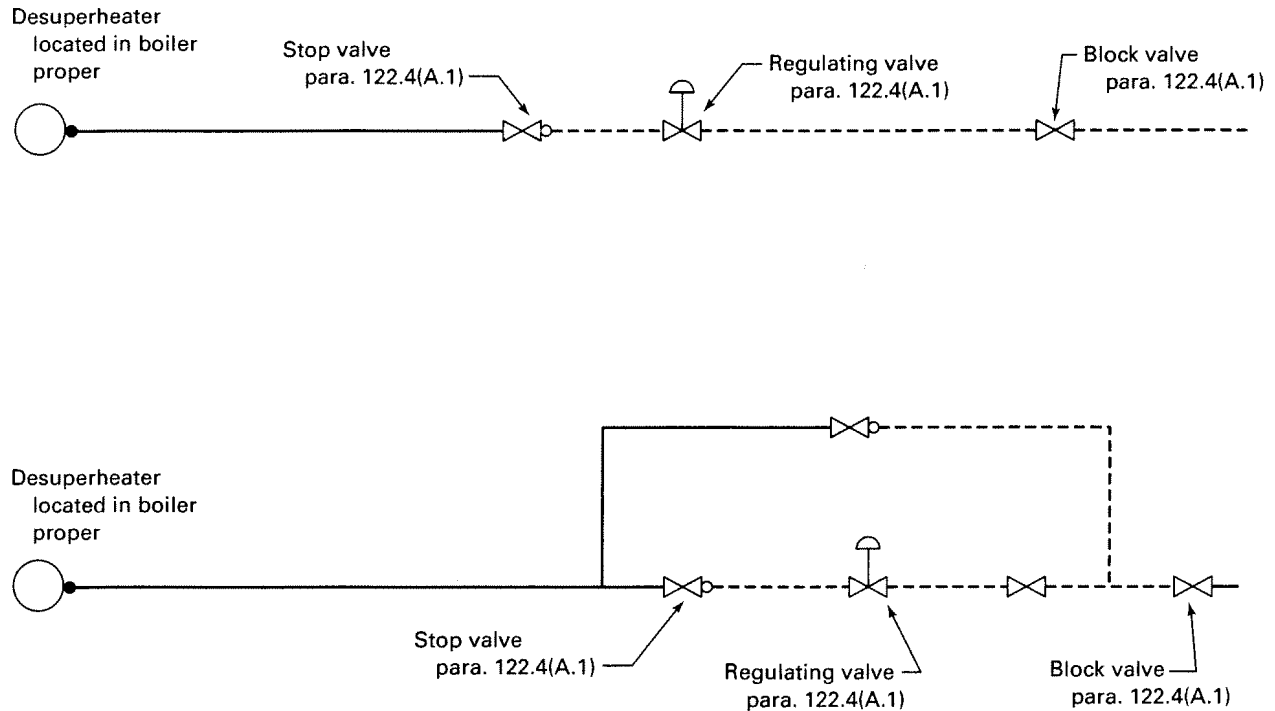 Desuperheater
located in boiler
proper
Stop valve
para. 122.4(A.1)
Regulating valve
para. 122.4(A.1)
Block valve
para. 122.4(A.1)
Desuperheater
located in boiler
proper
Stop valve
para. 122.4(A.1)
Regulating valve
para. 122.4(A.1)
Block valve
para. 122.4(A.1)